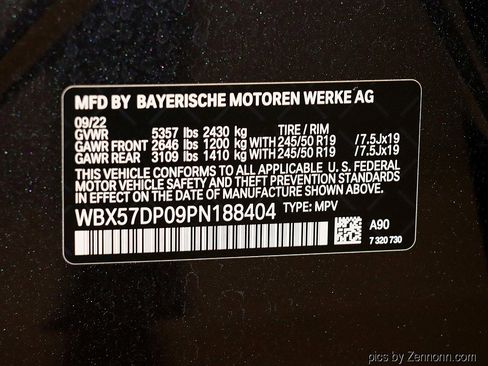 MFD BY BAYERISCHE MOTOREN WERKE AG
09/22
GVWR 5357 lbs 2430 kg TIRE / RIM
GAWR FRONT 2646 lbs 1200 kg WITH 245/50 R19 /7.5Jx19
GAWR REAR 3109 lbs 1410 kg WITH 245/50 R19 /7.5Jx19
THIS VEHICLE CONFORMS TO ALL APPLICABLE U. S. FEDERAL
MOTOR VEHICLE SAFETY AND THEFT PREVENTION STANDARDS
IN EFFECT ON THE DATE OF MANUFACTURE SHOWN ABOVE.
WBX57DP09PN188404 TYPE: MPV
A90
7 320 730
pics by Zennonn.com